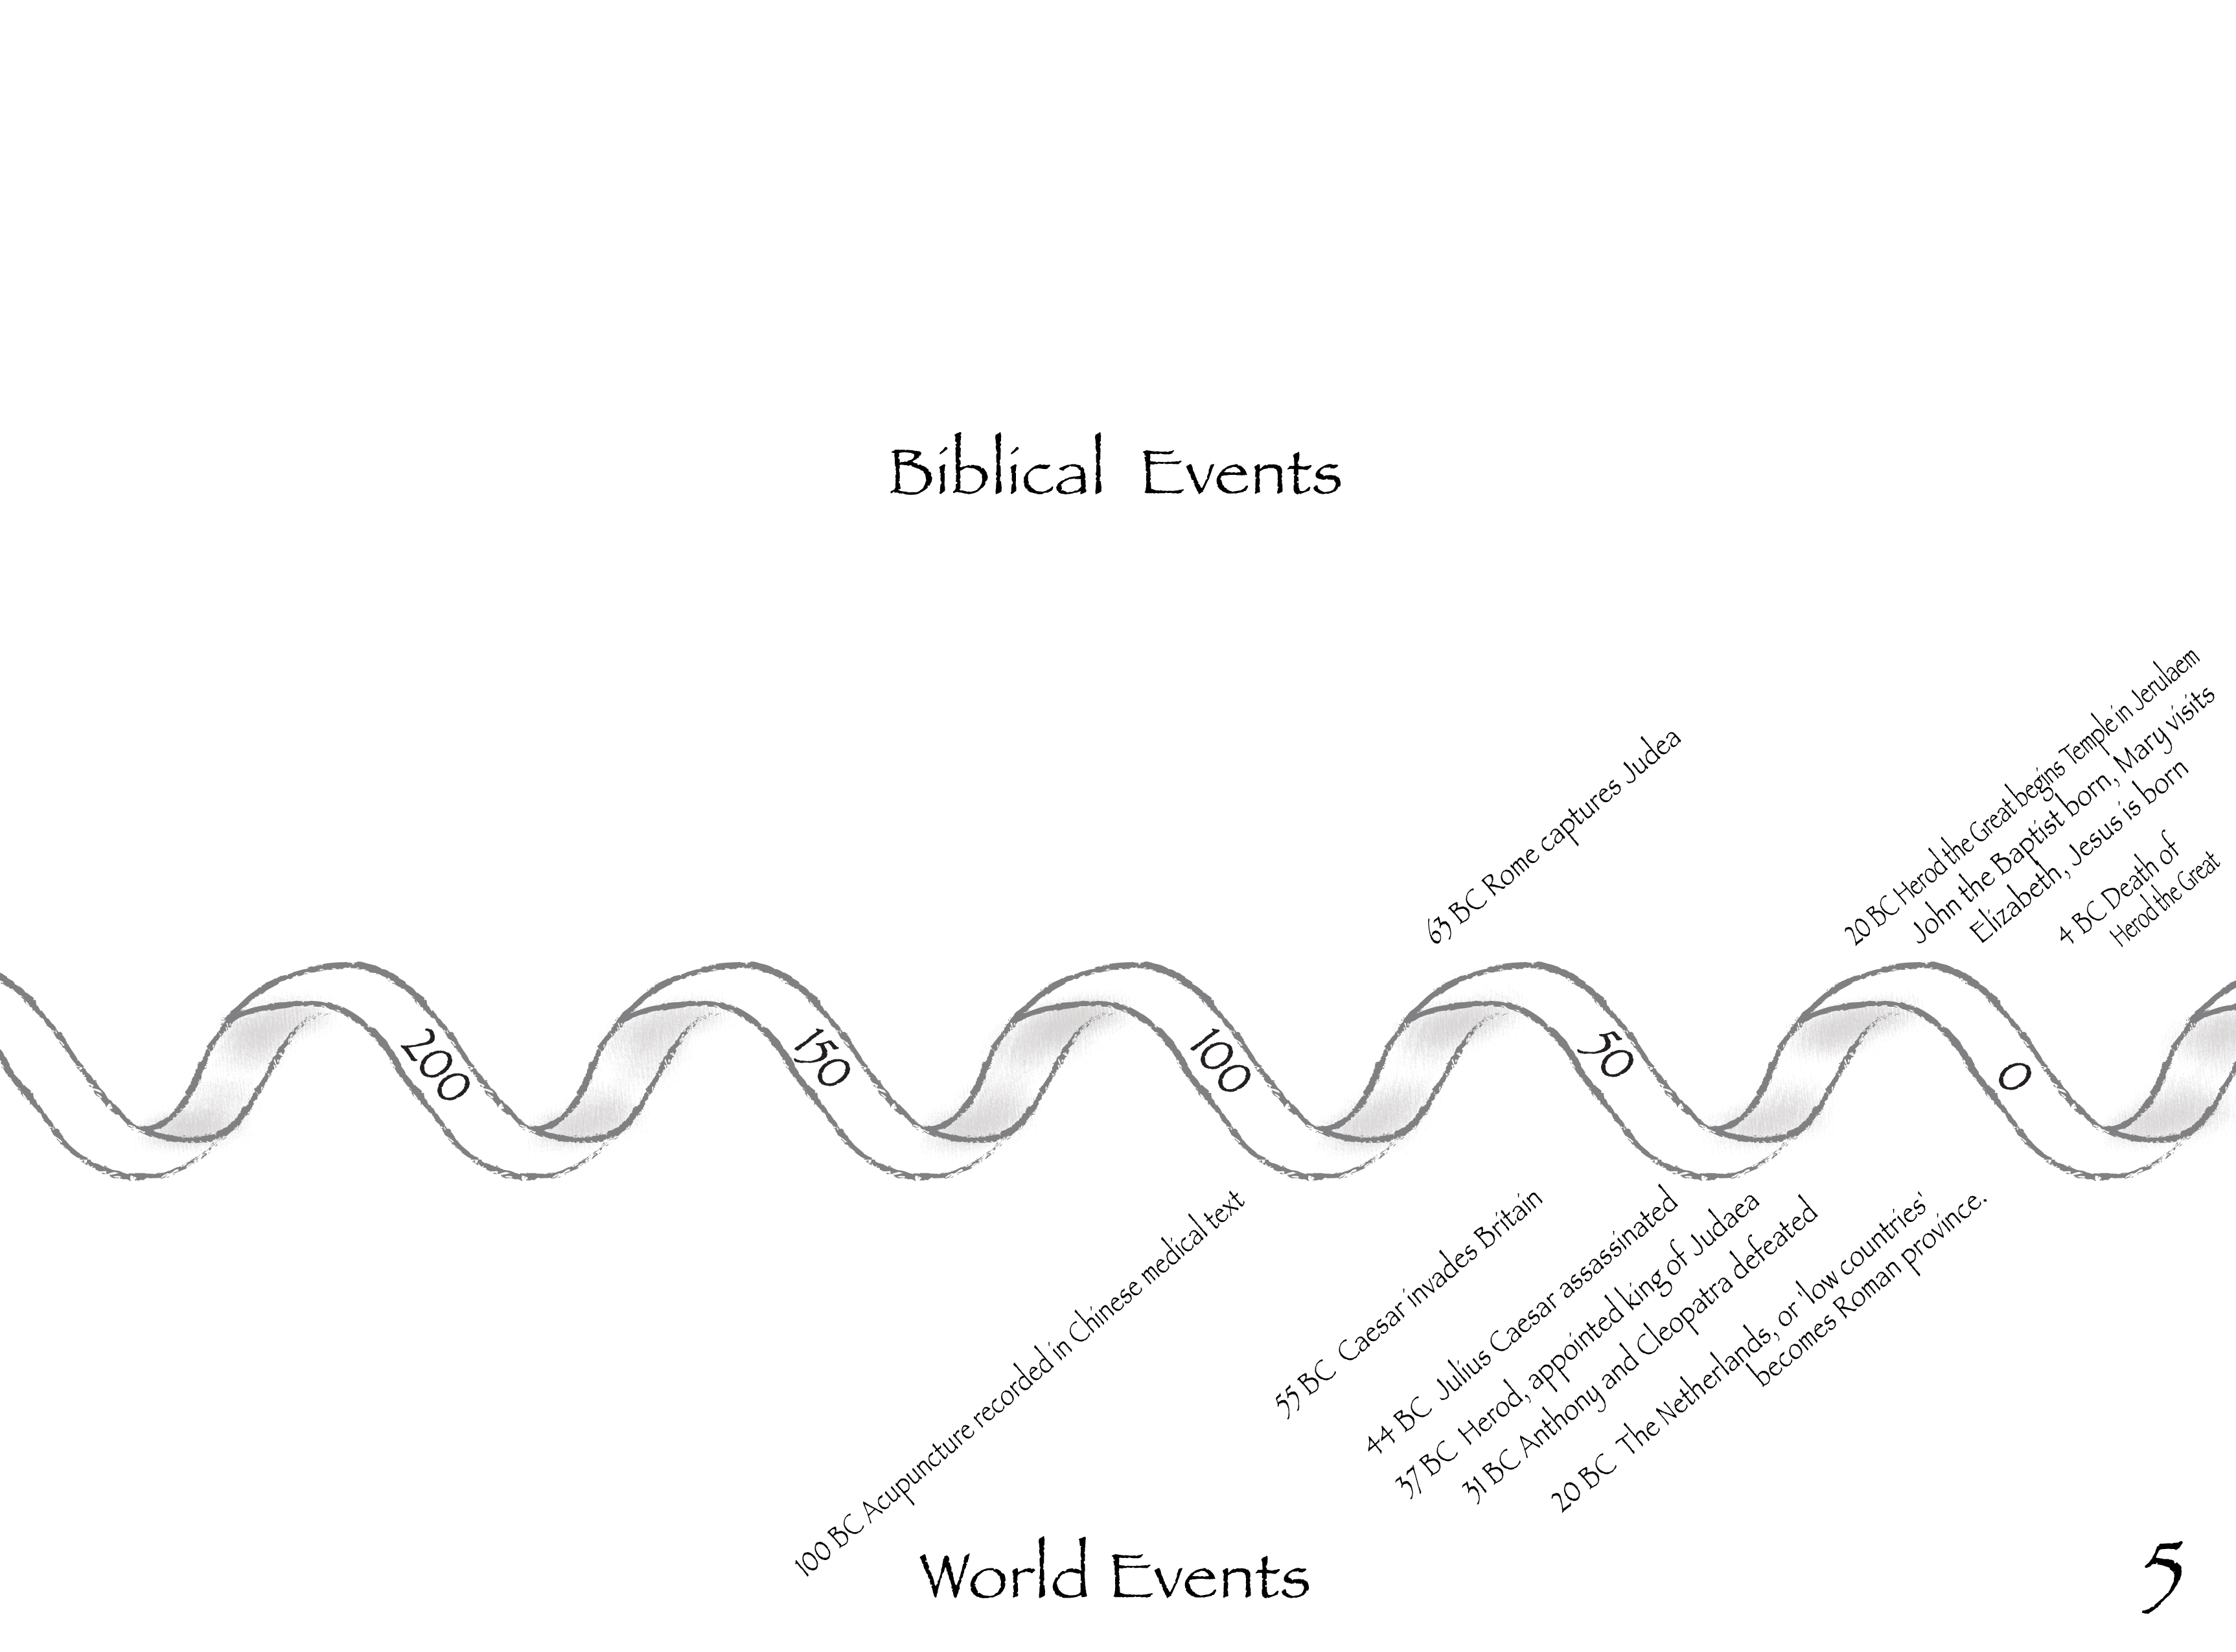 Biblical Events
63 BC Rome captures Judea
20 BC Herod the Great begins Temple in Jerulaem
John the Baptist born, Mary visits
Elizabeth, Jesus is born
4 BC Death of
Herod the Great
200
150
100
50
0
100 BC Acupuncture recorded in Chinese medical text
55 BC Caesar invades Britain
44 BC Julius Caesar assassinated
37 BC Herod, appointed king of Judaea
31 BC Anthony and Cleopatra defeated
20 BC The Netherlands, or 'low countries'
becomes Roman province.
World Events
5